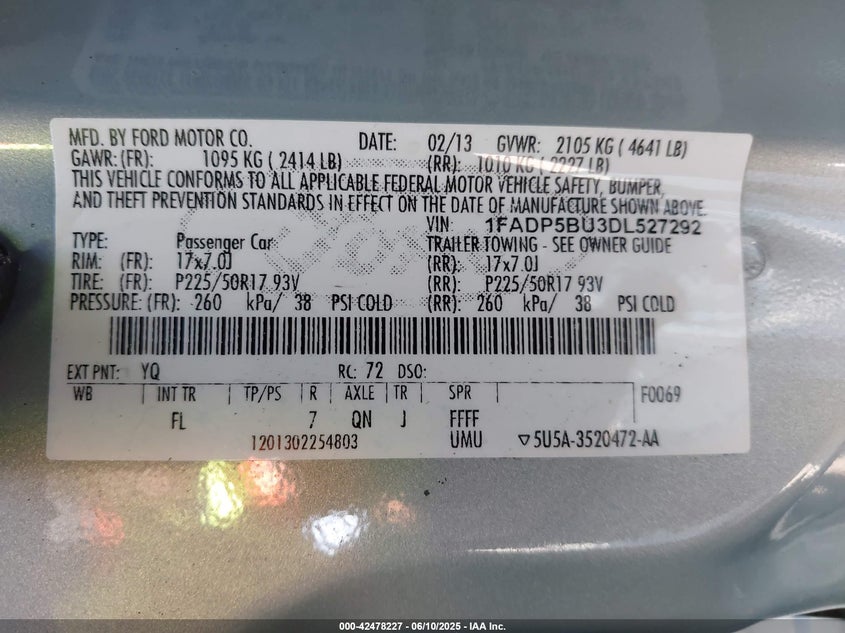 MFD. BY FORD MOTOR CO. DATE: 02/13 GVWR: 2105 KG ( 4641 LB)
GAWR: (FR): 1095 KG ( 2414 LB) (RR): 1010 KG ( 2227 LB)
THIS VEHICLE CONFORMS TO ALL APPLICABLE FEDERAL MOTOR VEHICLE SAFETY, BUMPER,
AND THEFT PREVENTION STANDARDS IN EFFECT ON THE DATE OF MANUFACTURE SHOWN ABOVE.
VIN: 1FADP5BU3DL527292
TYPE: Passenger Car TRAILER TOWING - SEE OWNER GUIDE
RIM: (FR): 17x7.0J (RR): 17x7.0J
TIRE: (FR): P225/50R17 93V (RR): P225/50R17 93V
PRESSURE: (FR): 260 kPa/ 38 PSI COLD (RR): 260 kPa/ 38 PSI COLD
EXT PNT: YQ RC: 72 DSO:
WB INT TR TP/PS R AXLE TR SPR F0069
FL 7 QN J FFFF
1201302254803 UMU ▽5U5A-3520472-AA
000-42478227 - 06/10/2025 - IAA Inc.